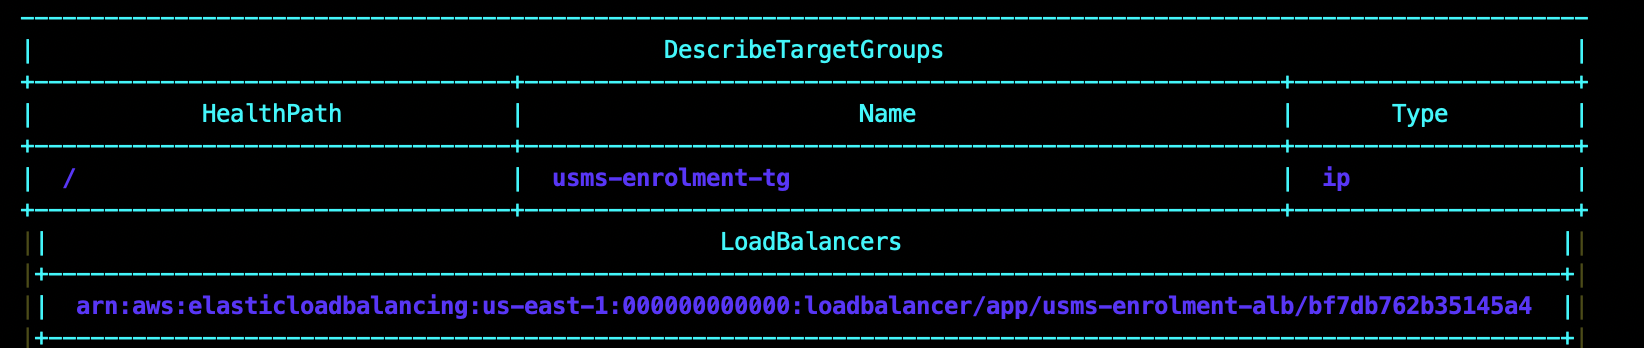 DescribeTargetGroups
HealthPath | Name | Type
/ | usms-enrolment-tg | ip
LoadBalancers
arn:aws:elasticloadbalancing:us-east-1:000000000000:loadbalancer/app/usms-enrolment-alb/bf7db762b35145a4